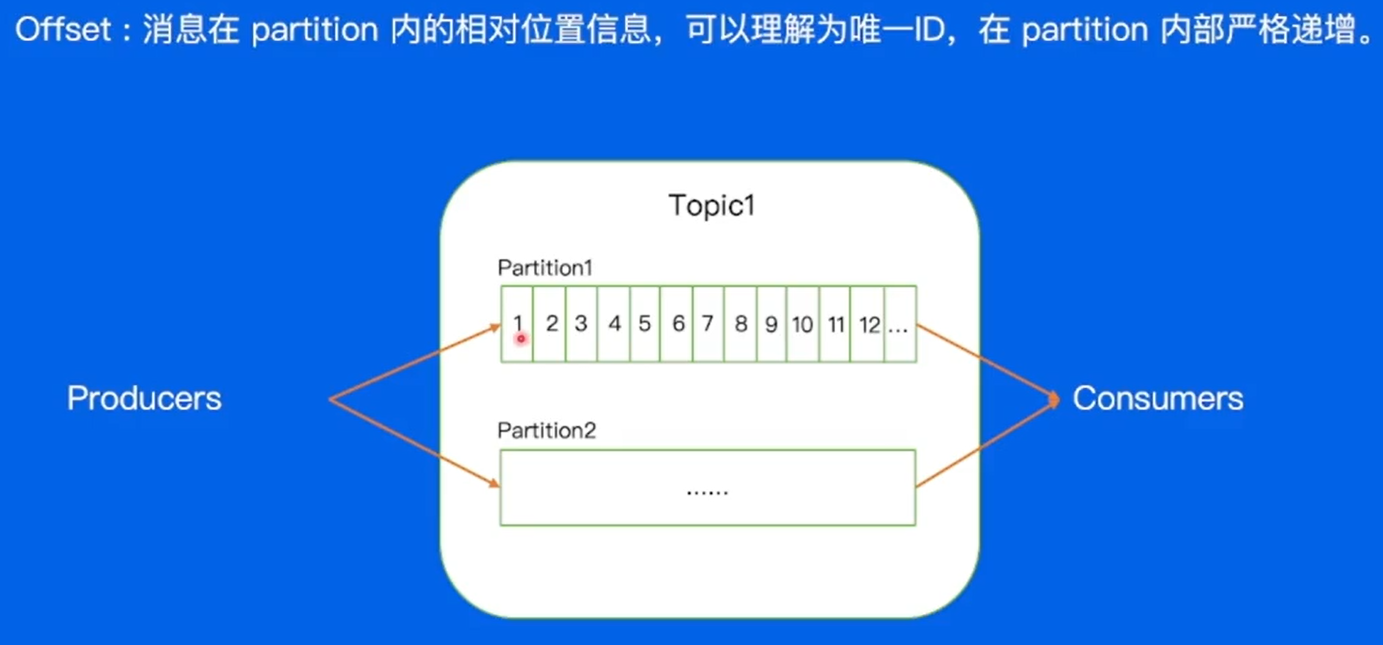 Offset：消息在 partition 内的相对位置信息，可以理解为唯一ID，在 partition 内部严格递增。
Topic1
Partition1
1 2 3 4 5 6 7 8 9 10 11 12 ...
Producers
Consumers
Partition2
......